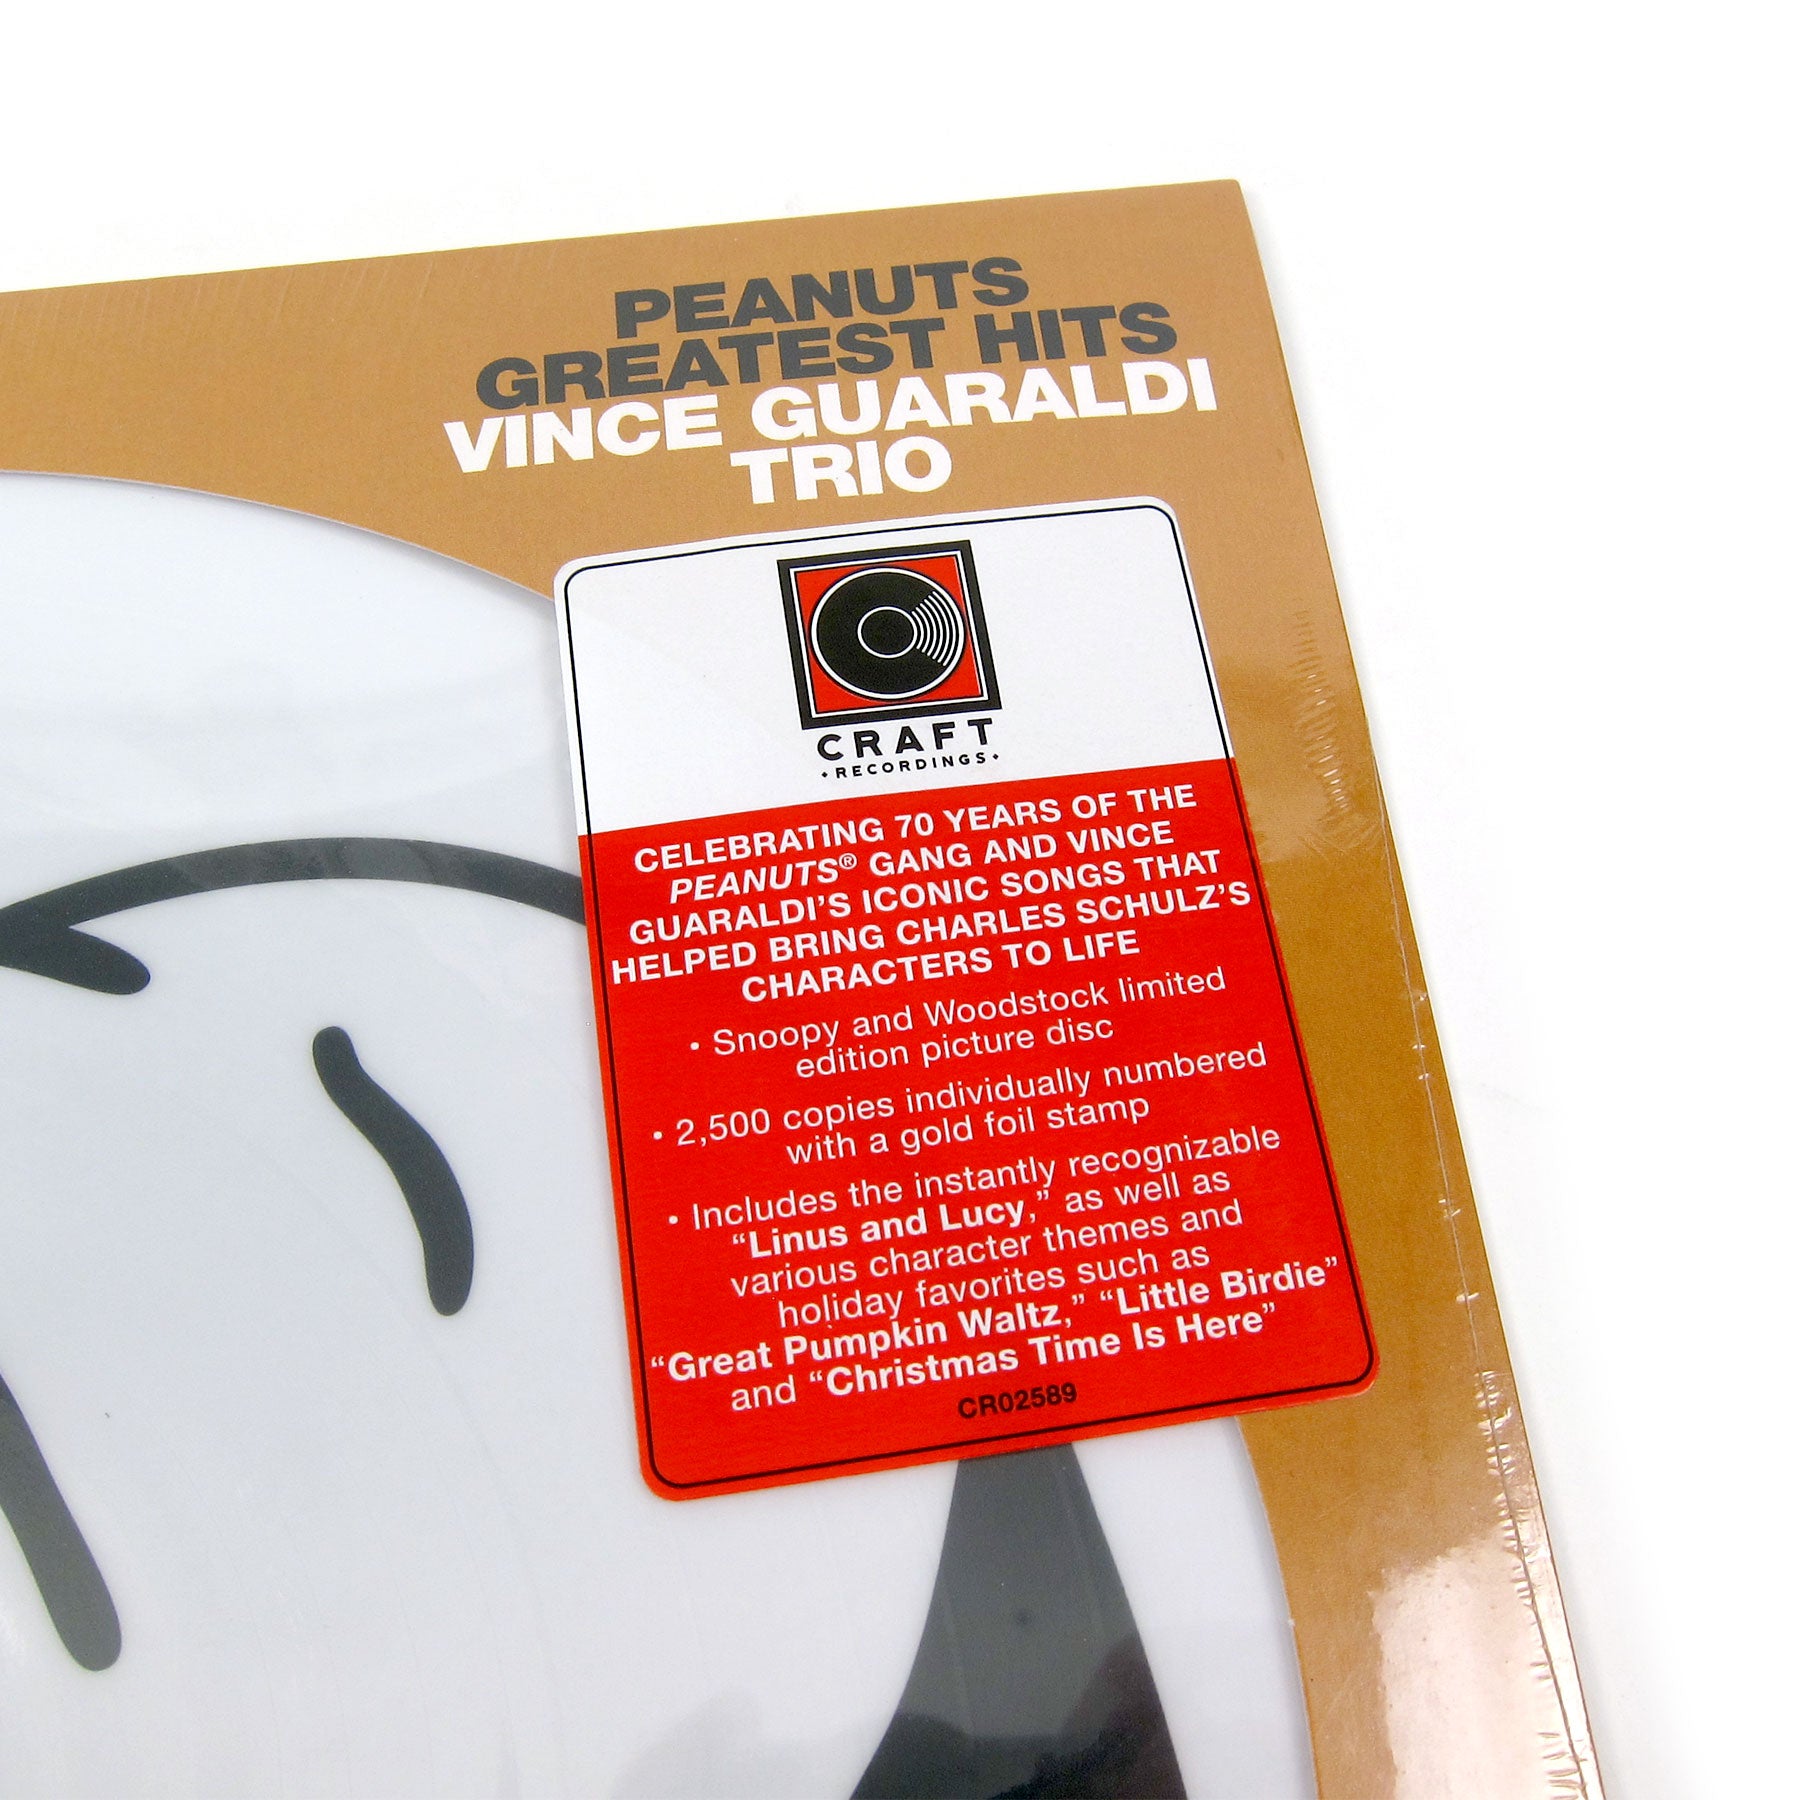 PEANUTS
GREATEST HITS
VINCE GUARALDI
TRIO
CRAFT
•RECORDINGS•
CELEBRATING 70 YEARS OF THE
PEANUTS® GANG AND VINCE
GUARALDI'S ICONIC SONGS THAT
HELPED BRING CHARLES SCHULZ'S
CHARACTERS TO LIFE
• Snoopy and Woodstock limited
edition picture disc
• 2,500 copies individually numbered
with a gold foil stamp
• Includes the instantly recognizable
“Linus and Lucy,” as well as
various character themes and
holiday favorites such as
“Great Pumpkin Waltz,” “Little Birdie”
and “Christmas Time Is Here”
CR02589